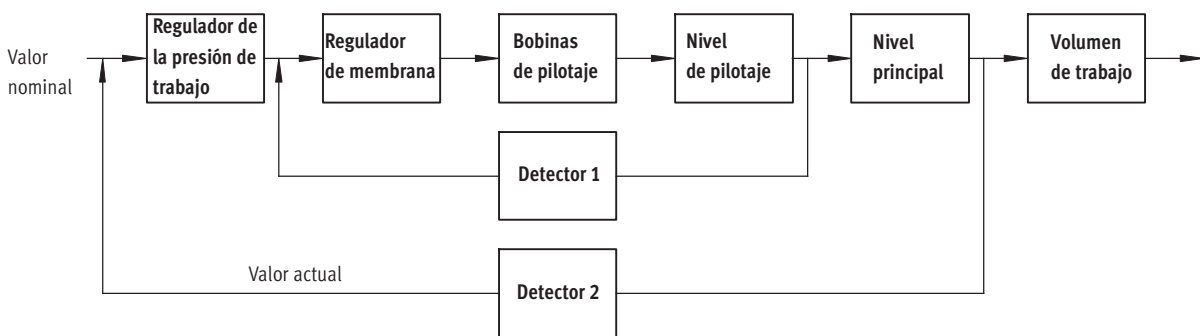 Valor
nominal
Regulador de
la presión de
trabajo
Regulador
de membrana
Bobinas
de pilotaje
Nivel
de pilotaje
Nivel
principal
Volumen
de trabajo
Detector 1
Valor actual
Detector 2